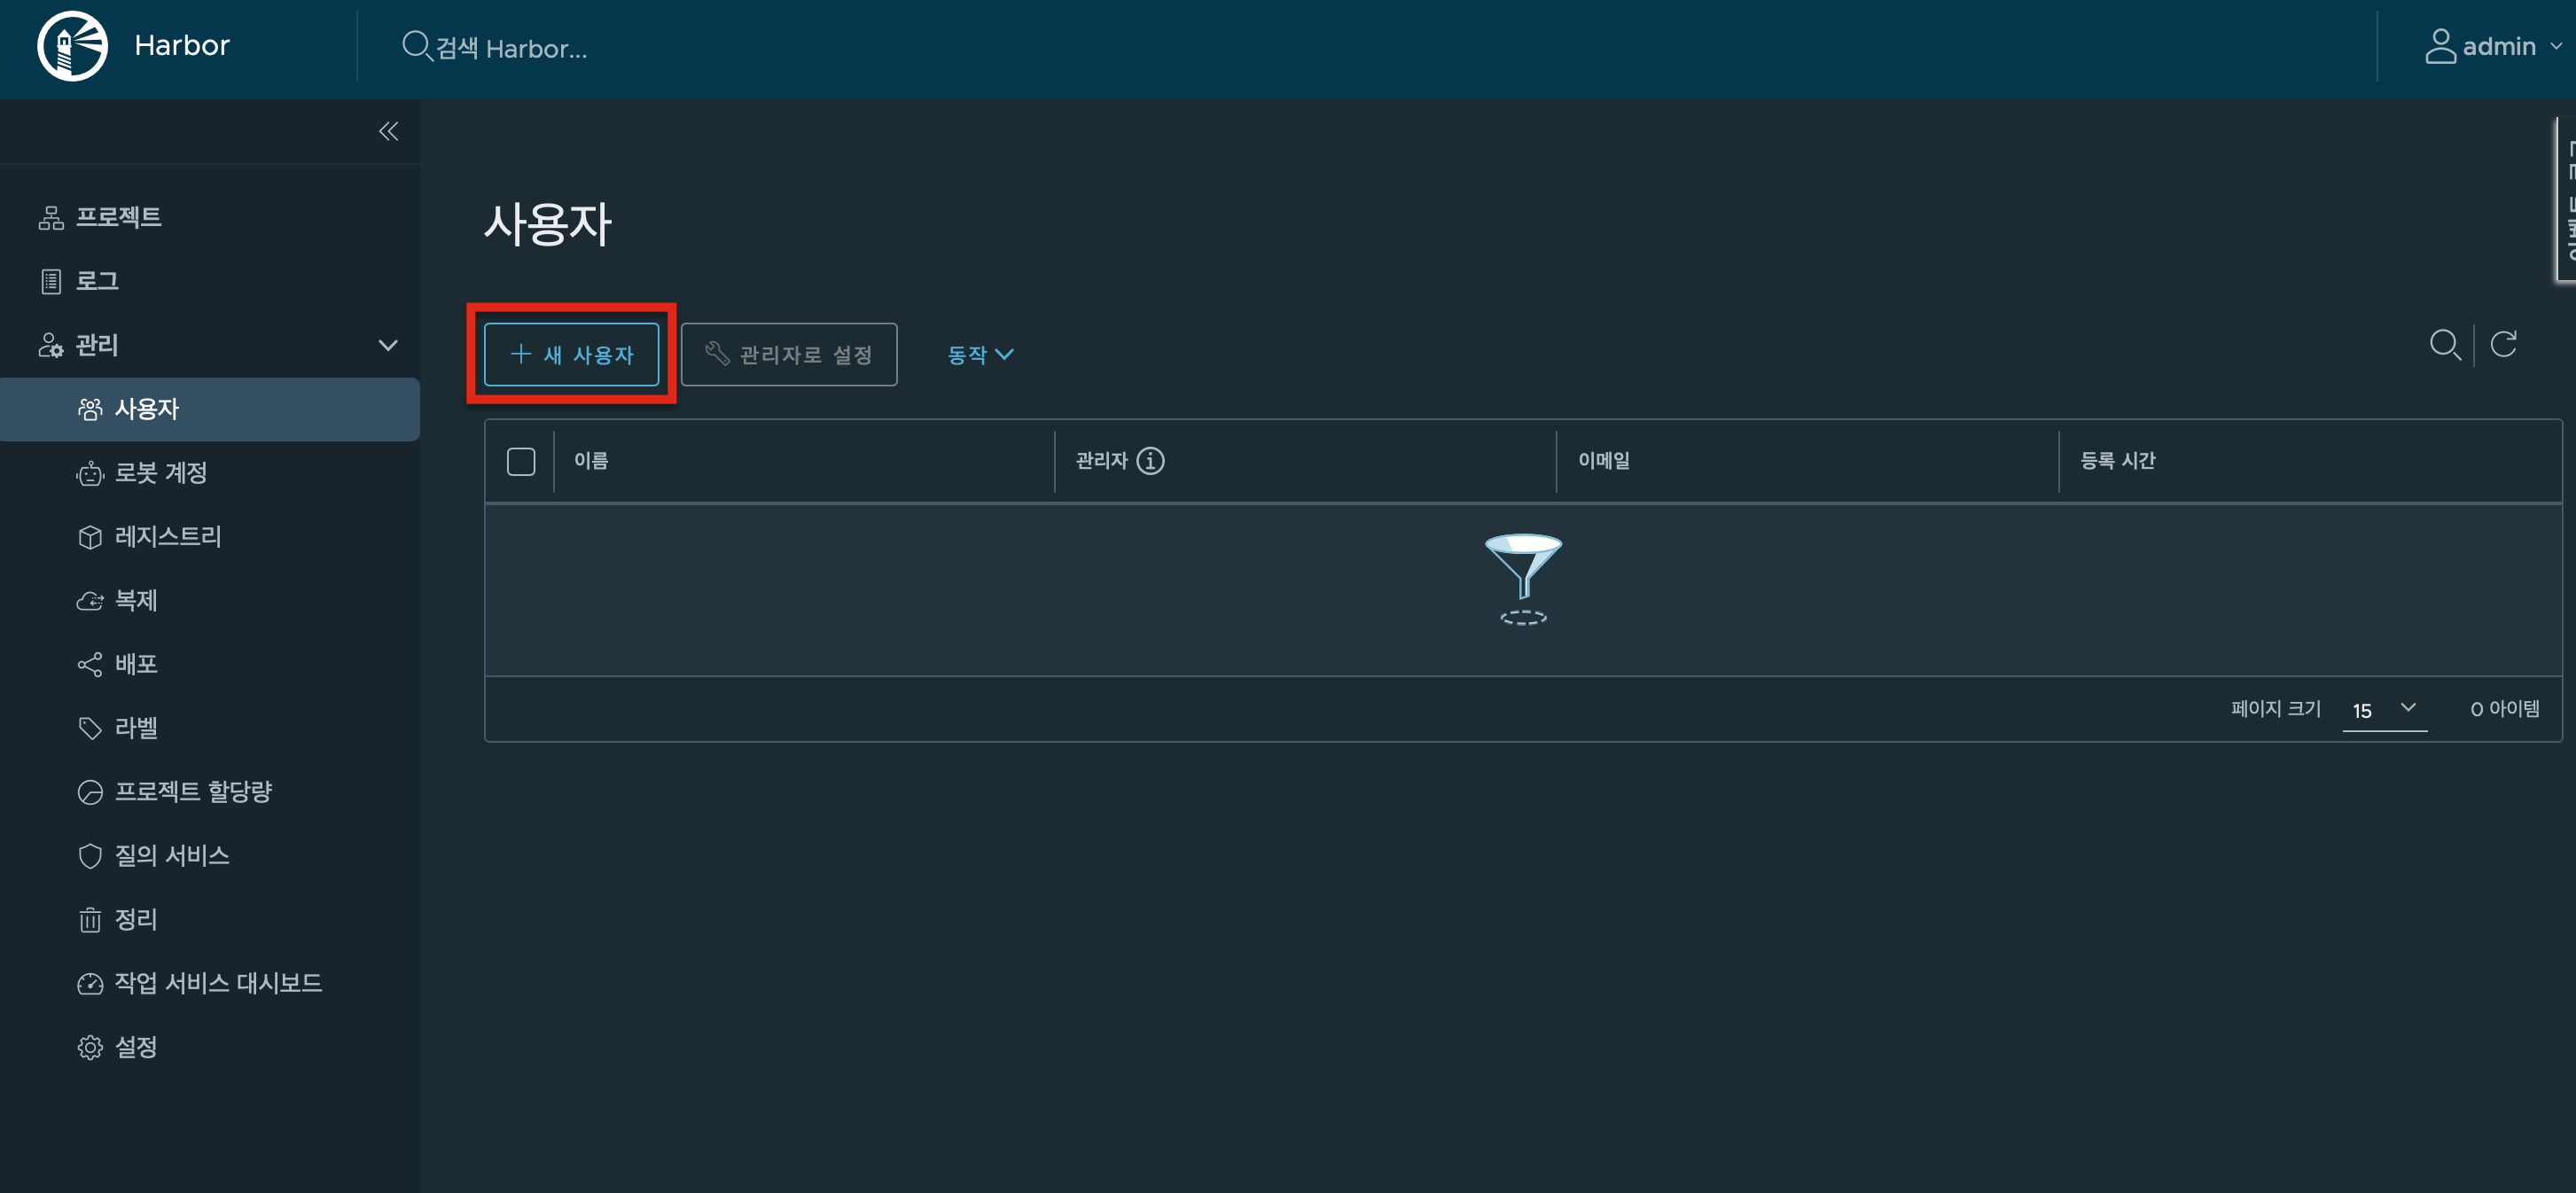 Harbor
검색 Harbor...
admin
프로젝트
로그
관리
사용자
로봇 계정
레지스트리
복제
배포
라벨
프로젝트 할당량
질의 서비스
정리
작업 서비스 대시보드
설정
사용자
새 사용자
관리자로 설정
동작
이름
관리자
이메일
등록 시간
페이지 크기
15
0 아이템